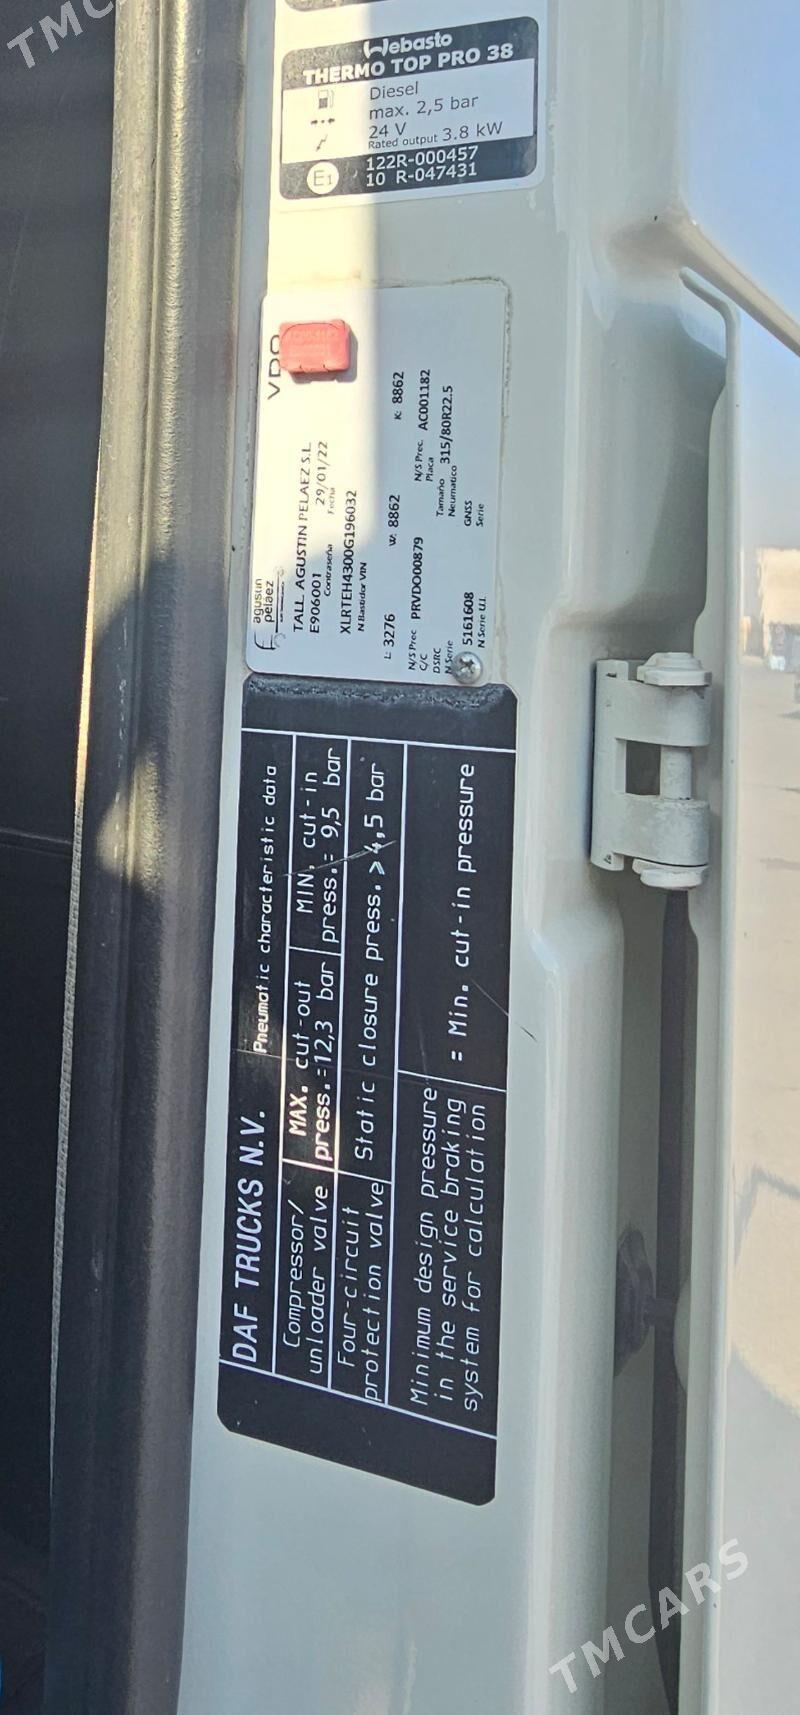 TMCARS
Webasto
THERMO TOP PRO 38
Diesel
max. 2,5 bar
24 V
Rated output 3.8 kW
E1
122R-000457
10 R-047431
VDO
agustin
pelaez
TALL. AGUSTIN PELAEZ S.L
E906001 29/01/22
Contraseña Fecha
XLRTEH4300G196032
N Bastidor VIN
L: 3276 W: 8862 K: 8862
N/S Prec C/C PRVDO00879 N/S Prec. Placa AC001182
DSRC N Serie Tamaño Neumatico 315/80R22.5
5161608 GNSS
N Serie U.I. Serie
DAF TRUCKS N.V. Pneumatic characteristic data
Compressor/ MAX. cut-out MIN. cut-in
unloader valve press.=12,3 bar press.= 9,5 bar
Four-circuit
protection valve Static closure press. ≥4,5 bar
Minimum design pressure
in the service braking = Min. cut-in pressure
system for calculation
TMCARS